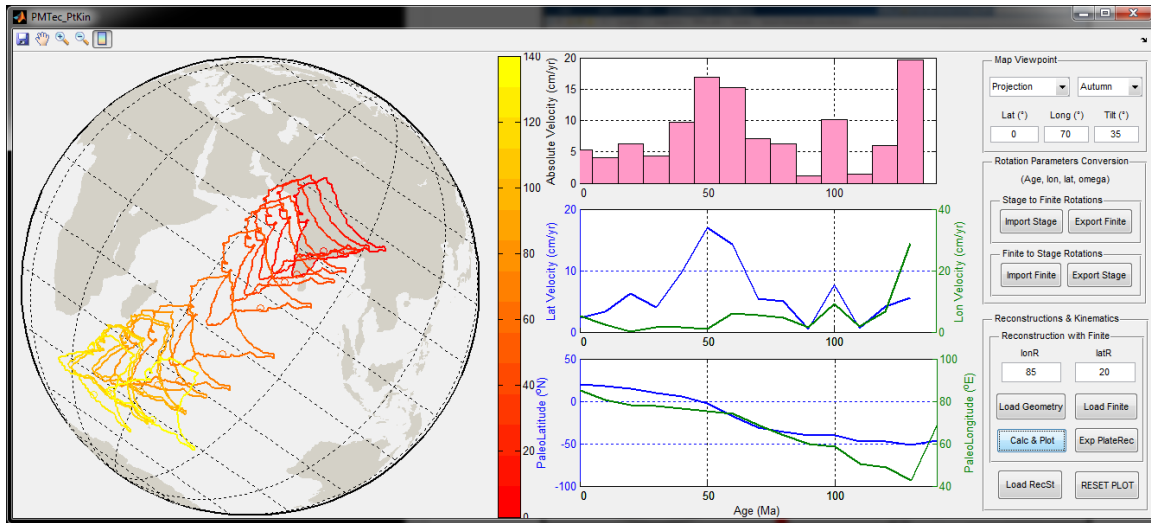 PMTec_PtKin
Map Viewpoint
Projection
Autumn
Lat (°)
Long (°)
Tilt (°)
0
70
35
Rotation Parameters Conversion
(Age, lon, lat, omega)
Stage to Finite Rotations
Import Stage
Export Finite
Finite to Stage Rotations
Import Finite
Export Stage
Reconstructions & Kinematics
Reconstruction with Finite
lonR
latR
85
20
Load Geometry
Load Finite
Calc & Plot
Exp PlateRec
Load RecSt
RESET PLOT
140
120
100
80
60
40
20
0
Absolute Velocity (cm/yr)
20
15
10
5
0
0
50
100
Lat Velocity (cm/yr)
20
10
0
0
50
100
40
20
0
Lon Velocity (cm/yr)
PaleoLatitude (ºN)
50
0
-50
-100
0
50
100
100
80
60
40
PaleoLongitude (ºE)
Age (Ma)